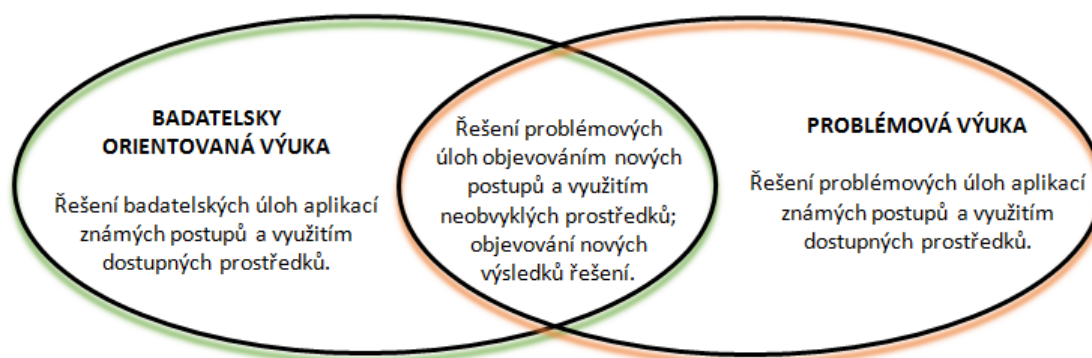 BADATELSKY
ORIENTOVANÁ VÝUKA
Řešení badatelských úloh aplikací
známých postupů a využitím
dostupných prostředků.
Řešení problémových
úloh objevováním nových
postupů a využitím
neobvyklých prostředků;
objevování nových
výsledků řešení.
PROBLÉMOVÁ VÝUKA
Řešení problémových úloh aplikací
známých postupů a využitím
dostupných prostředků.